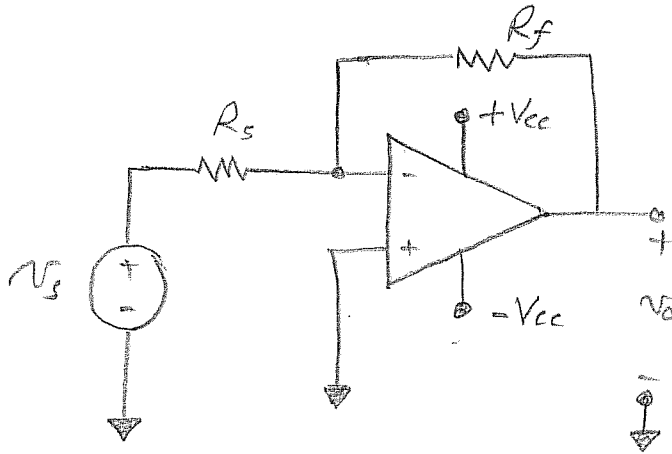 Rf
Rs
+Vcc
-
+
+
-
vs
-Vcc
+
vo
-